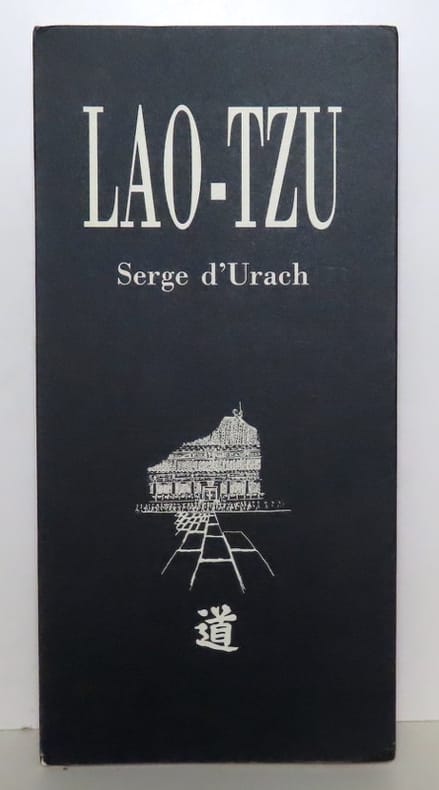 LAO-TZU
Serge d'Urach
道